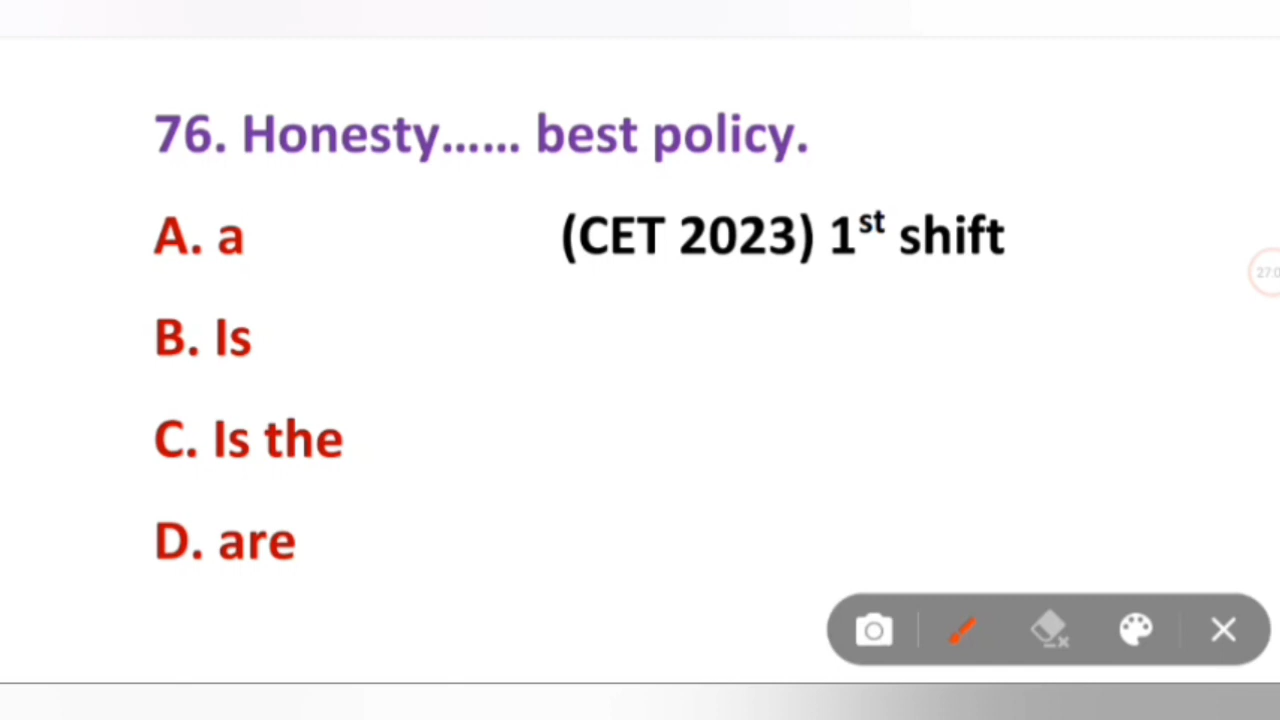 76. Honesty...... best policy.
A. a (CET 2023) 1st shift
B. Is
C. Is the
D. are